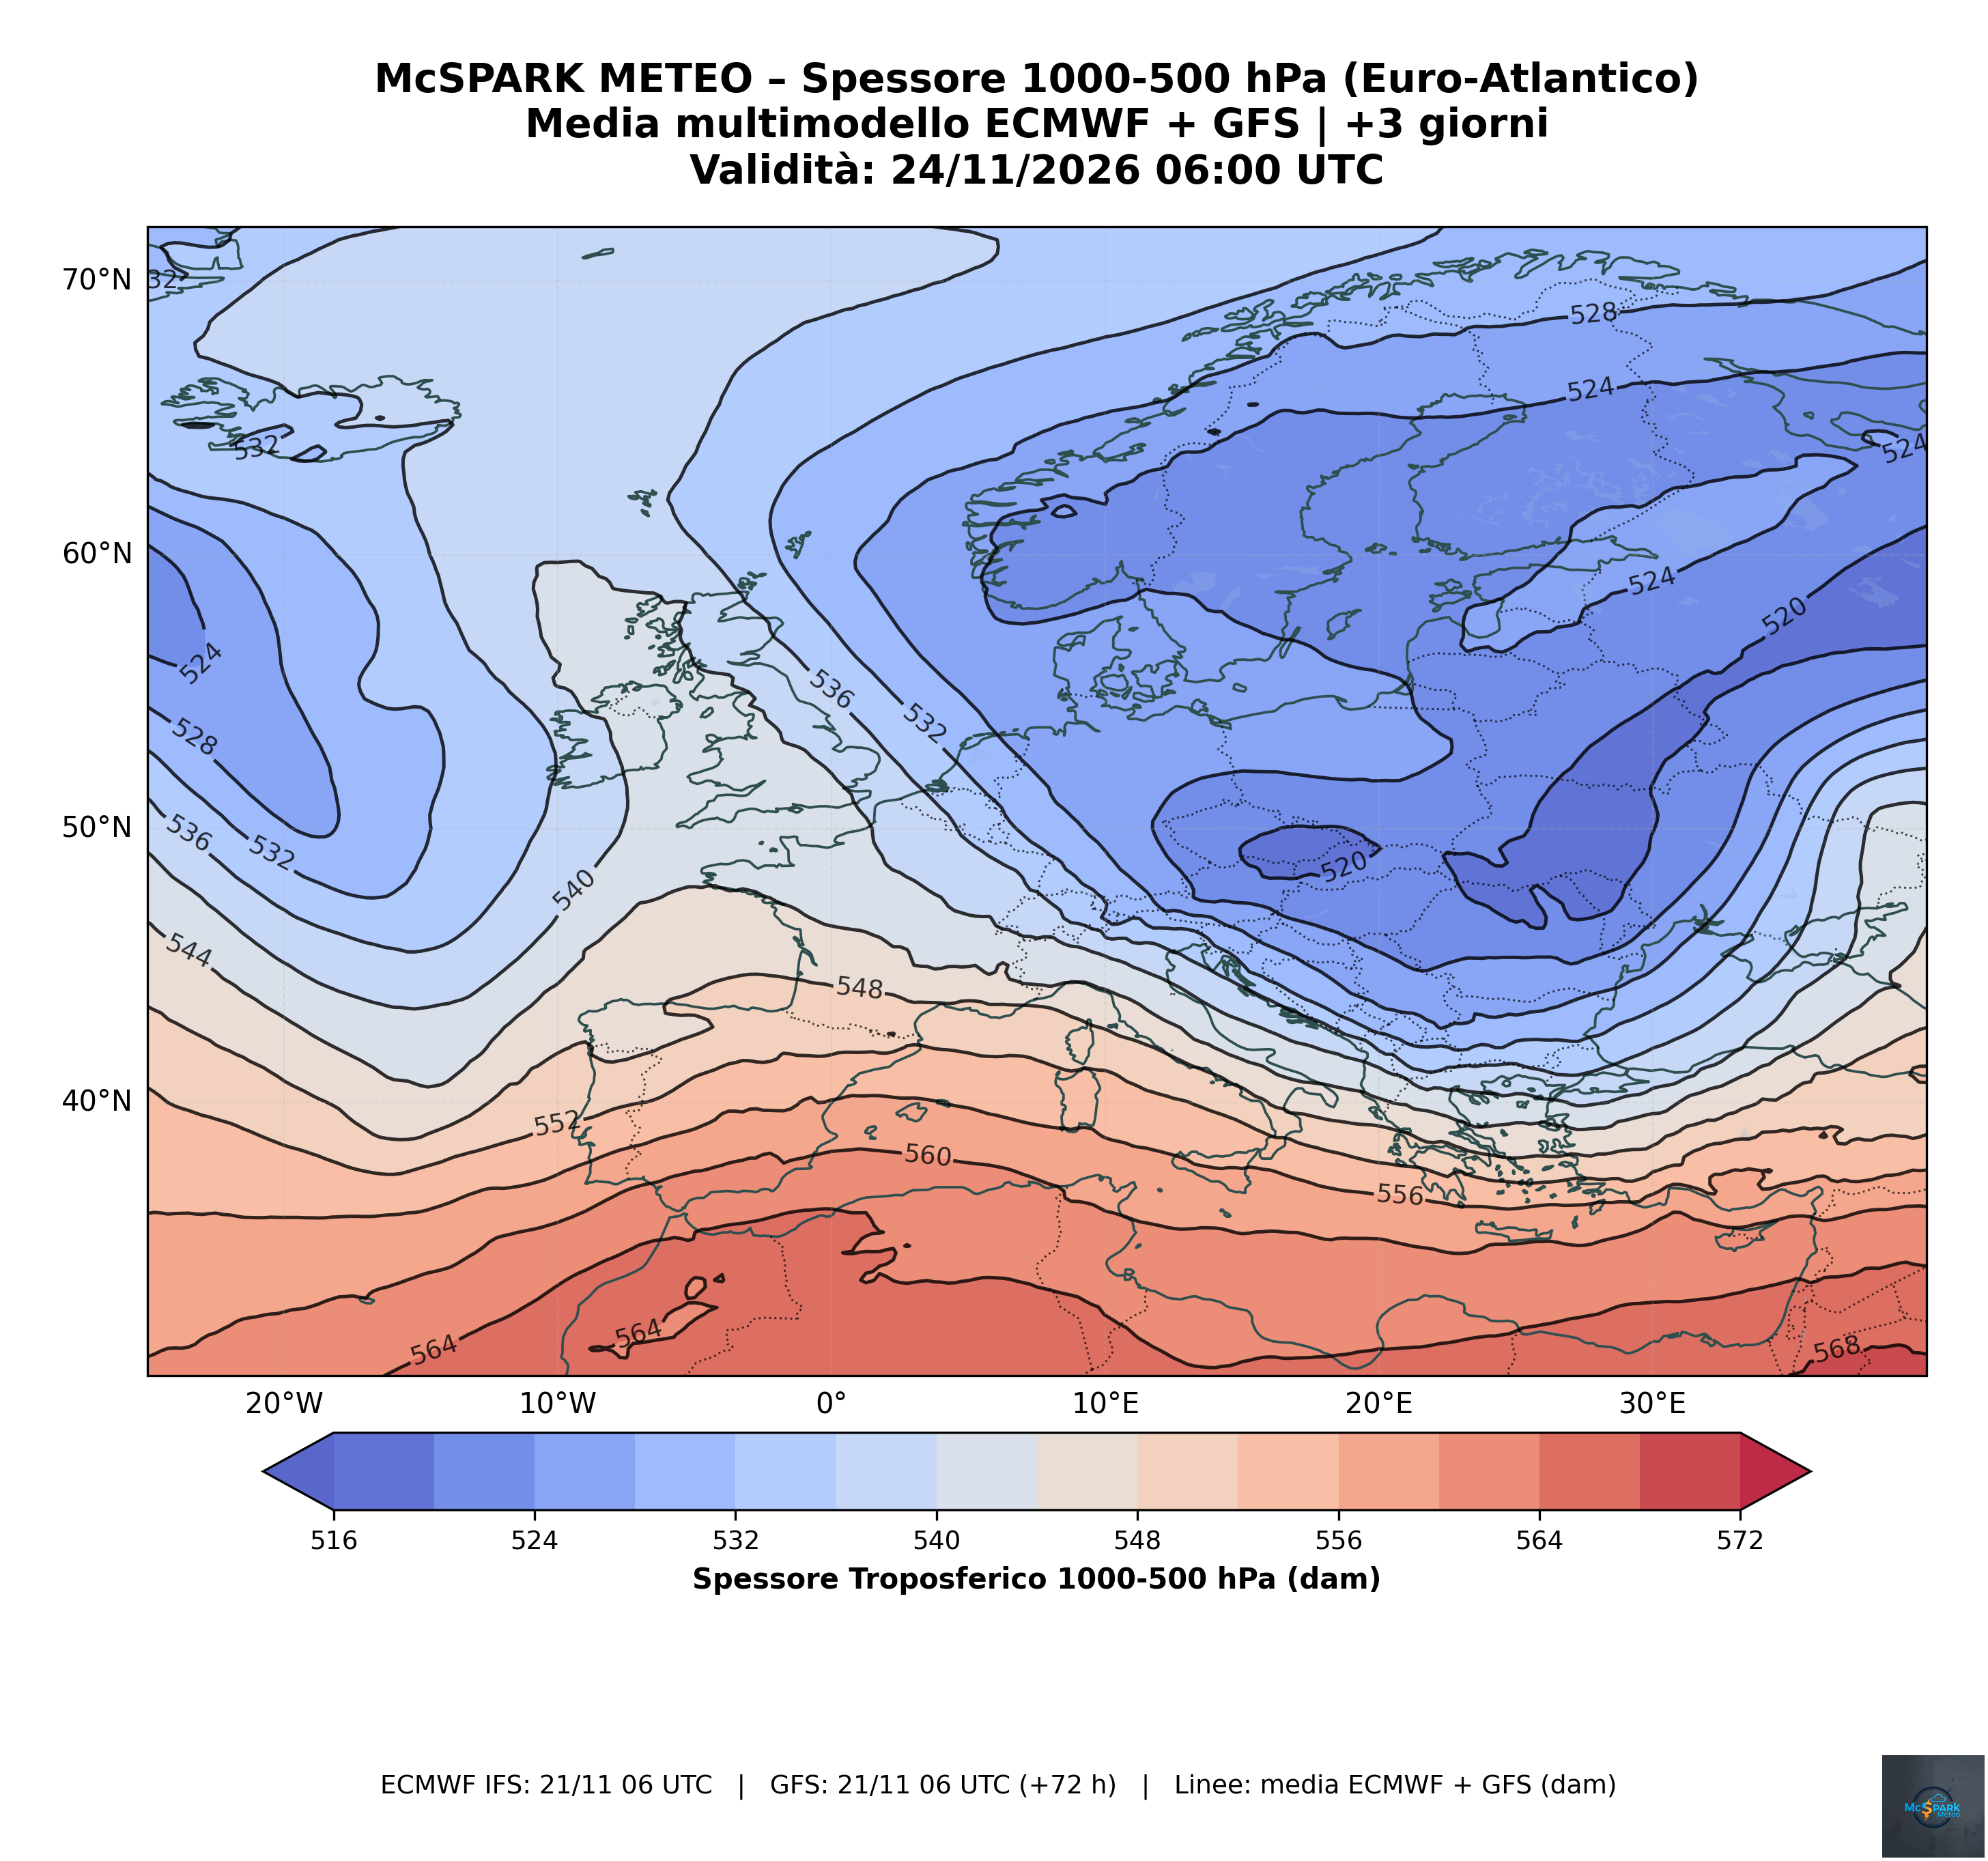 McSPARK METEO – Spessore 1000-500 hPa (Euro-Atlantico)
Media multimodello ECMWF + GFS | +3 giorni
Validità: 24/11/2026 06:00 UTC
70°N
60°N
50°N
40°N
32
532
528
524
524
524
520
524
528
536
532
536
532
540
520
544
548
552
560
556
564
564
568
20°W 10°W 0° 10°E 20°E 30°E
516 524 532 540 548 556 564 572
Spessore Troposferico 1000-500 hPa (dam)
ECMWF IFS: 21/11 06 UTC | GFS: 21/11 06 UTC (+72 h) | Linee: media ECMWF + GFS (dam)
McSPARK
Meteo